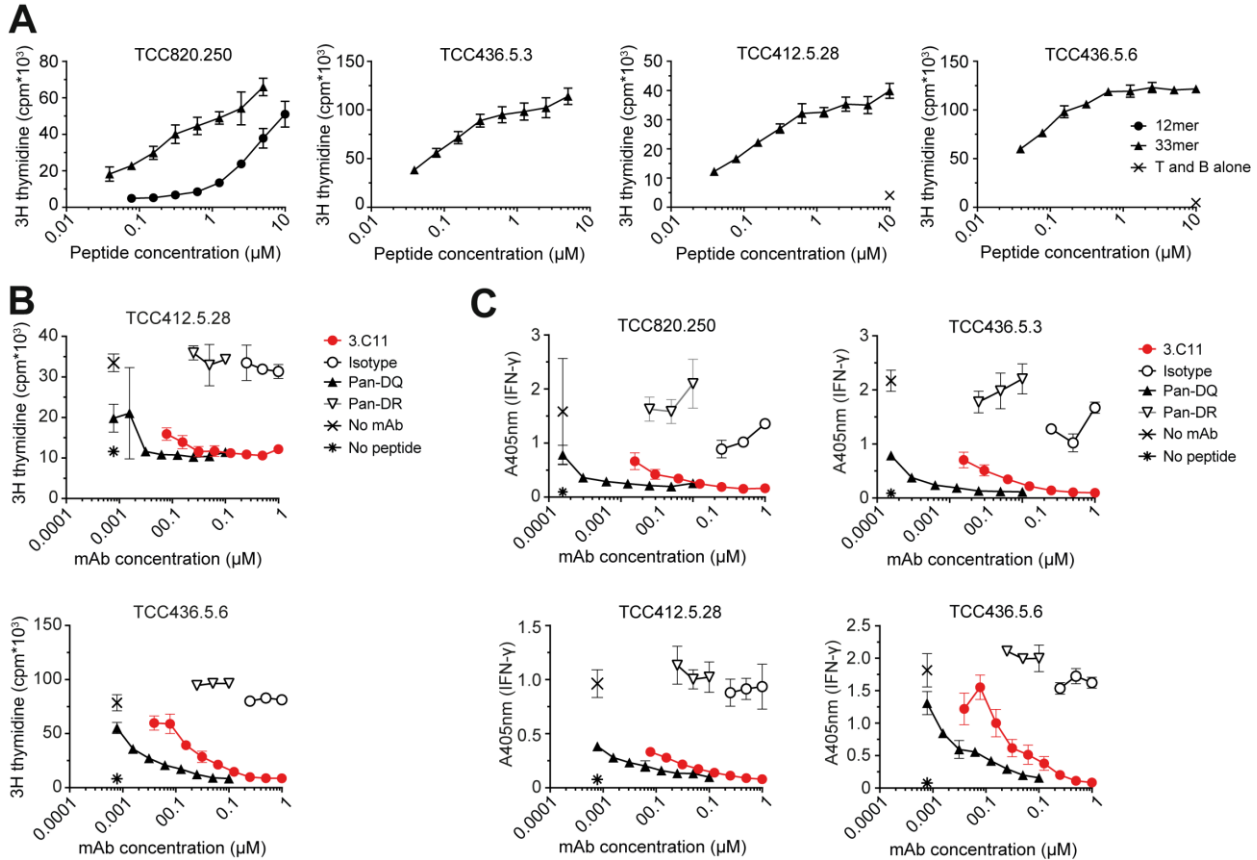 A
TCC820.250
TCC436.5.3
TCC412.5.28
TCC436.5.6
3H thymidine (cpm*10³)
80
60
40
20
0
0.01
0.1
1
10
Peptide concentration (µM)
3H thymidine (cpm*10³)
150
100
50
0
0.01
0.1
1
10
Peptide concentration (µM)
3H thymidine (cpm*10³)
50
40
30
20
10
0
0.01
0.1
1
10
Peptide concentration (µM)
3H thymidine (cpm*10³)
150
100
50
0
0.01
0.1
1
10
Peptide concentration (µM)
12mer
33mer
T and B alone
B
TCC412.5.28
3H thymidine (cpm*10³)
40
30
20
10
0
0.0001
0.001
00.1
0.1
1
mAb concentration (µM)
3.C11
Isotype
Pan-DQ
Pan-DR
No mAb
No peptide
TCC436.5.6
3H thymidine (cpm*10³)
150
100
50
0
0.0001
0.001
00.1
0.1
1
mAb concentration (µM)
C
TCC820.250
A405nm (IFN-γ)
3
2
1
0
0.0001
0.001
00.1
0.1
1
mAb concentration (µM)
TCC436.5.3
A405nm (IFN-γ)
3
2
1
0
0.0001
0.001
00.1
0.1
1
mAb concentration (µM)
3.C11
Isotype
Pan-DQ
Pan-DR
No mAb
No peptide
TCC412.5.28
A405nm (IFN-γ)
1.5
1.0
0.5
0.0
0.0001
0.001
00.1
0.1
1
mAb concentration (µM)
TCC436.5.6
A405nm (IFN-γ)
2.5
2.0
1.5
1.0
0.5
0
0.0001
0.001
00.1
0.1
1
mAb concentration (µM)